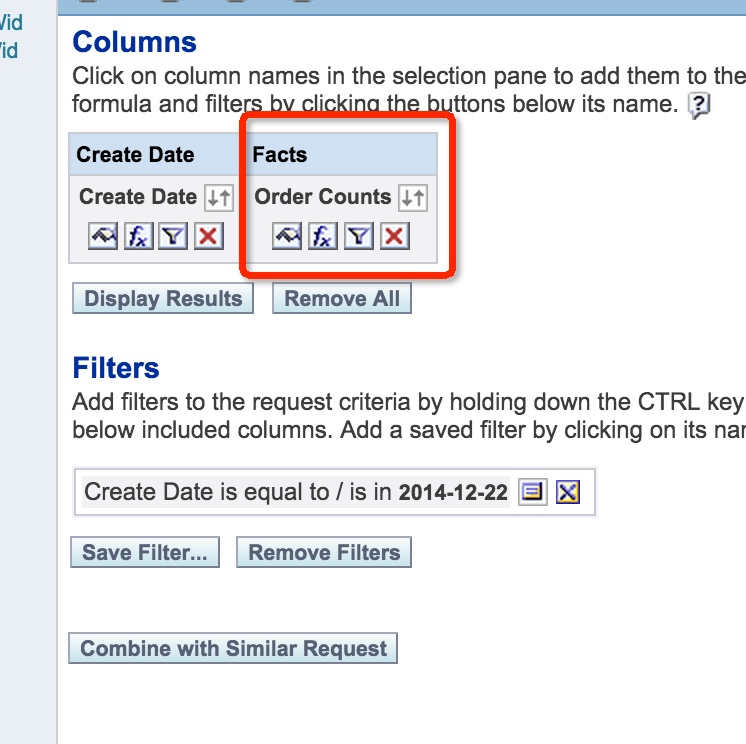 Vid
Vid
Columns
Click on column names in the selection pane to add them to the
formula and filters by clicking the buttons below its name.
Create Date Facts
Create Date Order Counts
Display Results Remove All
Filters
Add filters to the request criteria by holding down the CTRL key
below included columns. Add a saved filter by clicking on its
Create Date is equal to / is in 2014-12-22
Save Filter... Remove Filters
Combine with Similar Request